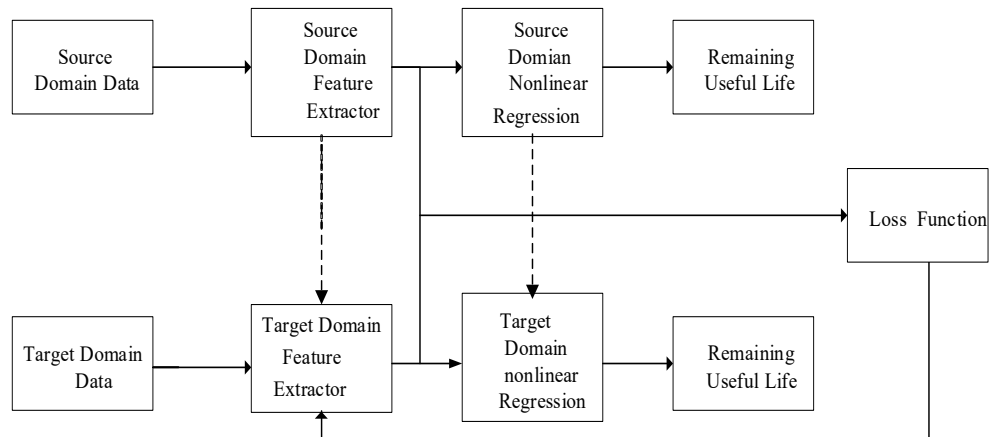 Source
Domain Data
Source
Domain
Feature
Extractor
Source
Domian
Nonlinear
Regression
Remaining
Useful Life
Loss Function
Target Domain
Data
Target Domain
Feature
Extractor
Target
Domain
nonlinear
Regression
Remaining
Useful Life